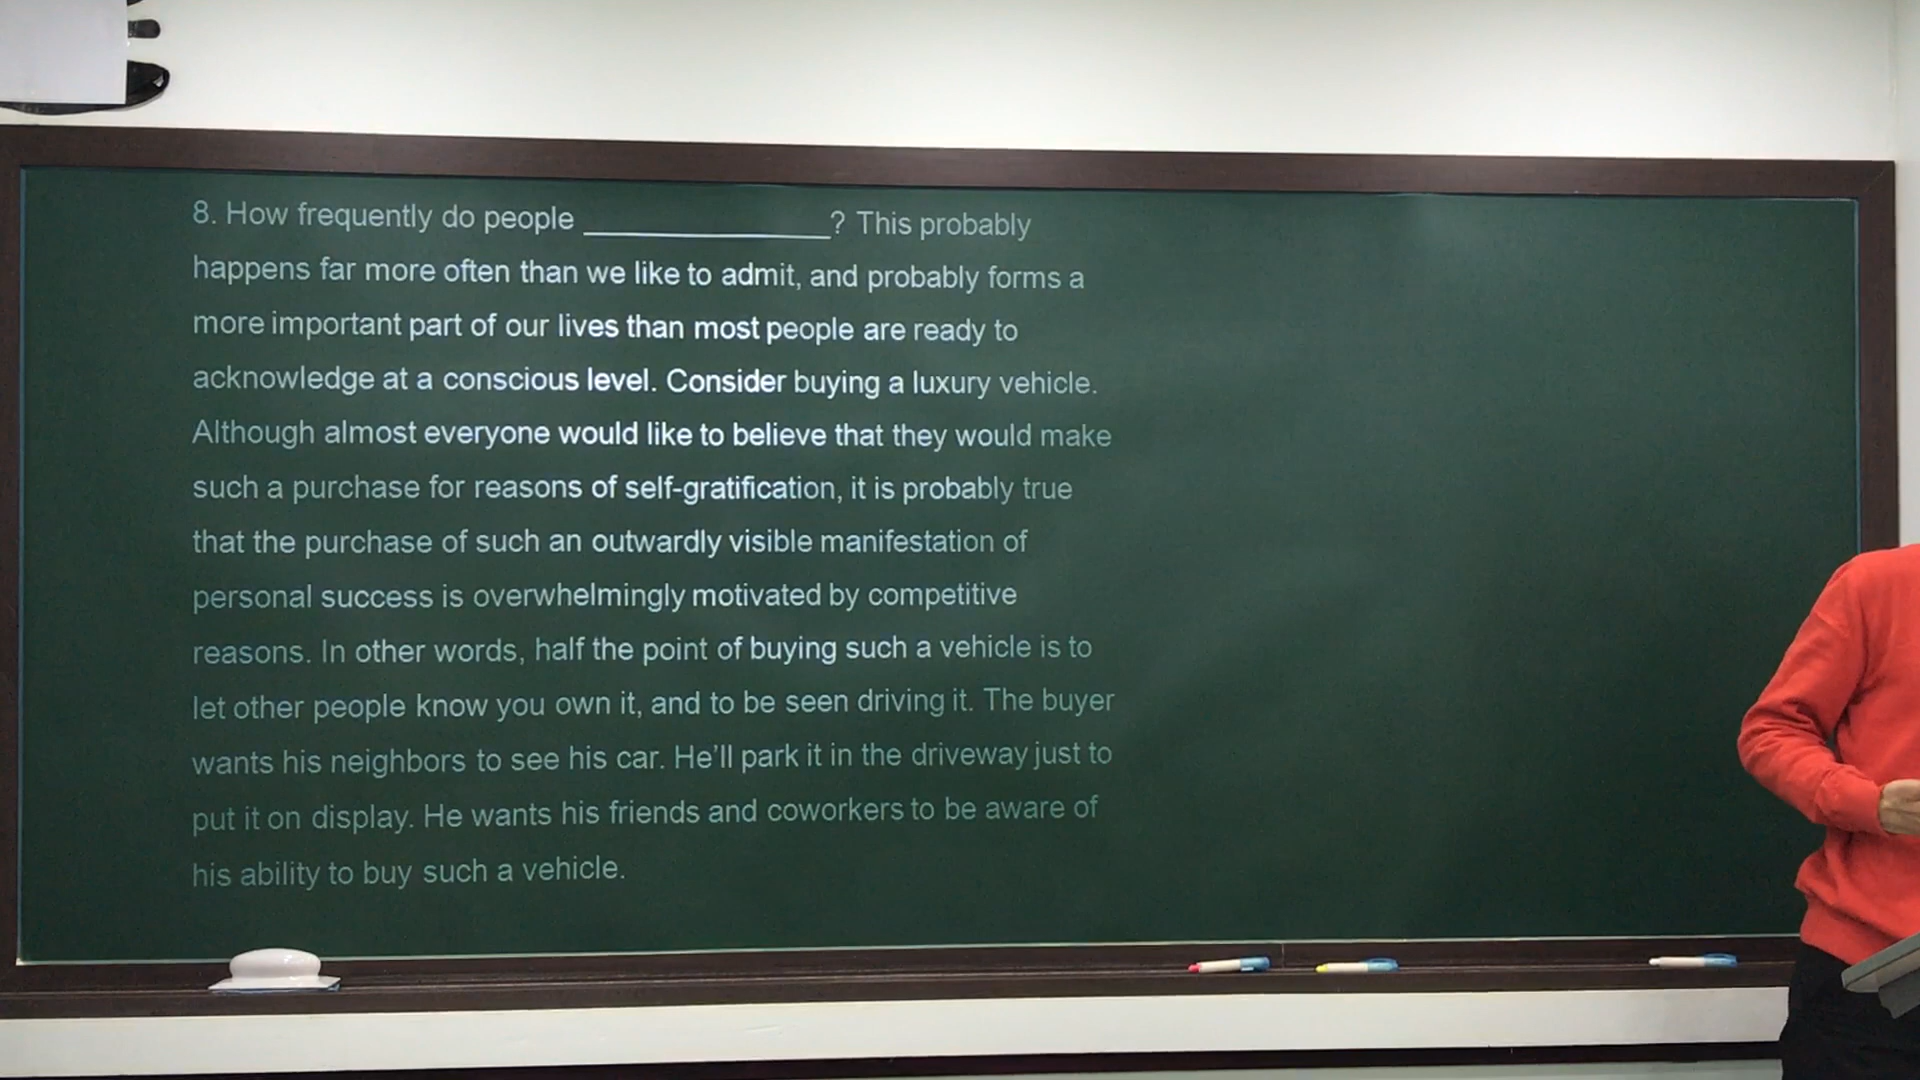 8. How frequently do people ________________? This probably
happens far more often than we like to admit, and probably forms a
more important part of our lives than most people are ready to
acknowledge at a conscious level. Consider buying a luxury vehicle.
Although almost everyone would like to believe that they would make
such a purchase for reasons of self-gratification, it is probably true
that the purchase of such an outwardly visible manifestation of
personal success is overwhelmingly motivated by competitive
reasons. In other words, half the point of buying such a vehicle is to
let other people know you own it, and to be seen driving it. The buyer
wants his neighbors to see his car. He’ll park it in the driveway just to
put it on display. He wants his friends and coworkers to be aware of
his ability to buy such a vehicle.